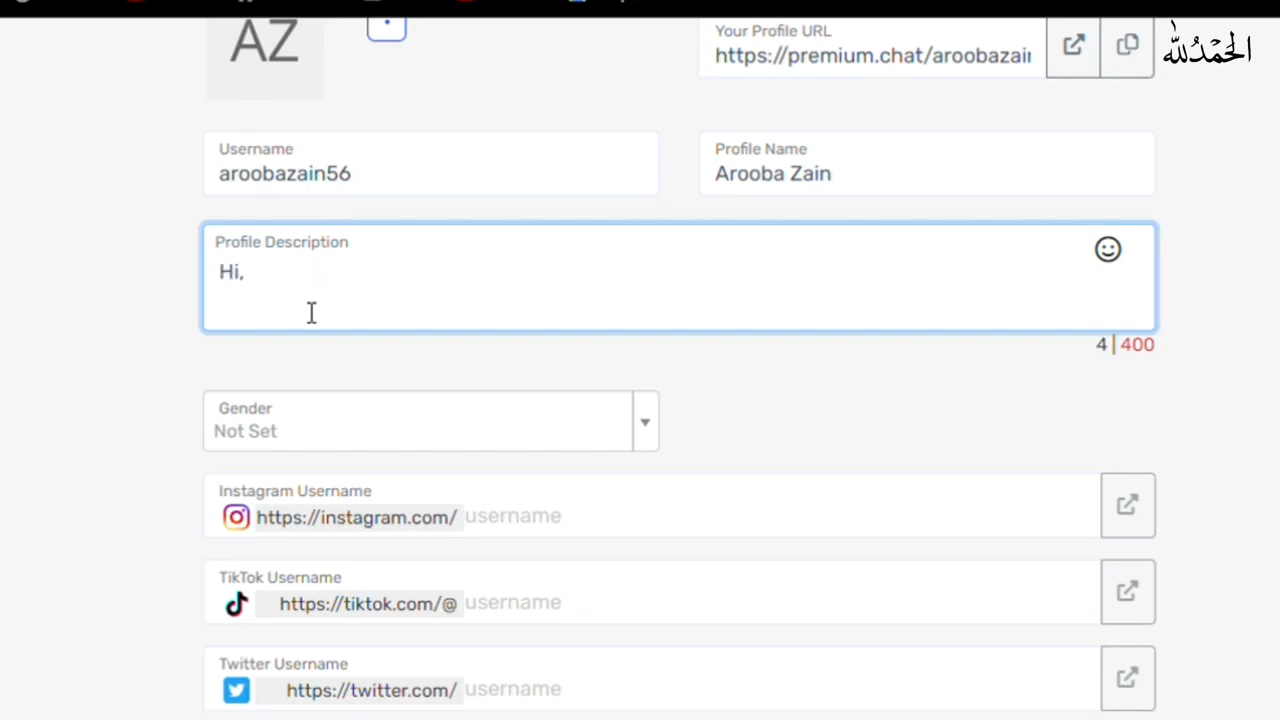 AZ
Your Profile URL
https://premium.chat/aroobazain
الحمدلله
Username
aroobazain56
Profile Name
Arooba Zain
Profile Description
Hi,
4 | 400
Gender
Not Set
Instagram Username
https://instagram.com/ username
TikTok Username
https://tiktok.com/@ username
Twitter Username
https://twitter.com/ username